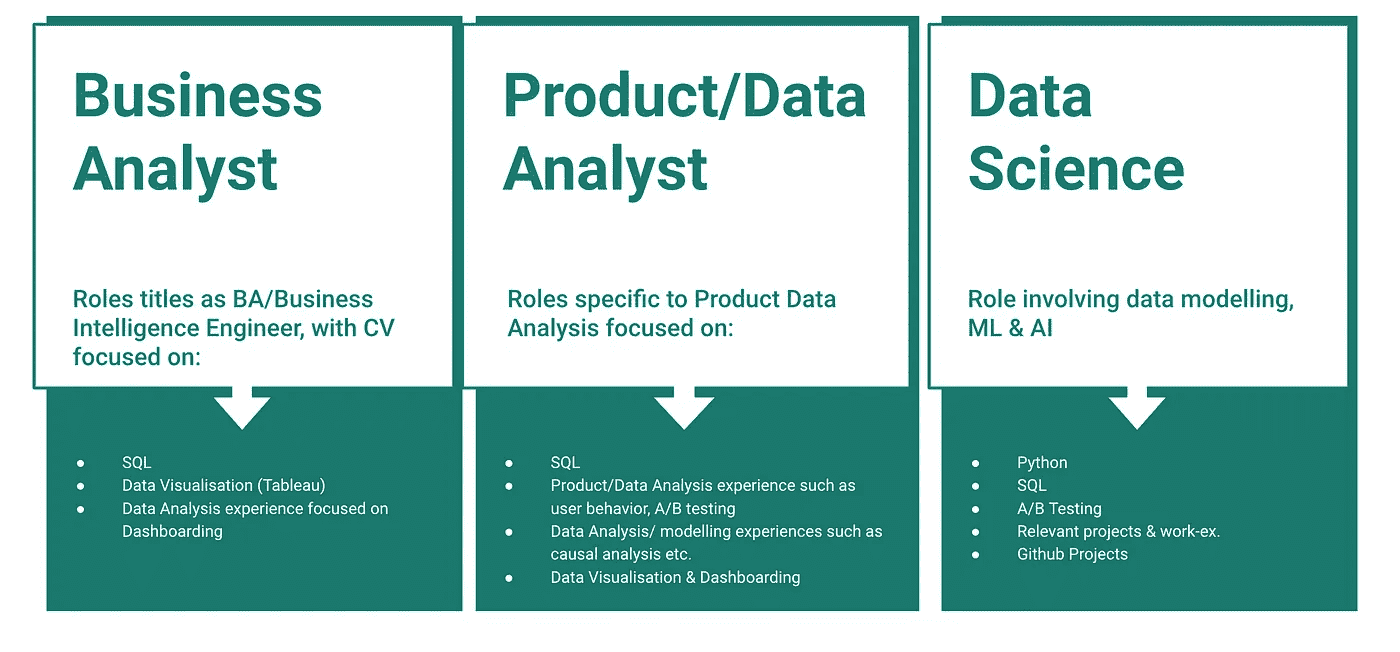 Business
Analyst
Roles titles as BA/Business
Intelligence Engineer, with CV
focused on:
● SQL
● Data Visualisation (Tableau)
● Data Analysis experience focused on
Dashboarding
Product/Data
Analyst
Roles specific to Product Data
Analysis focused on:
● SQL
● Product/Data Analysis experience such as
user behavior, A/B testing
● Data Analysis/ modelling experiences such as
causal analysis etc.
● Data Visualisation & Dashboarding
Data
Science
Role involving data modelling,
ML & AI
● Python
● SQL
● A/B Testing
● Relevant projects & work-ex.
● Github Projects